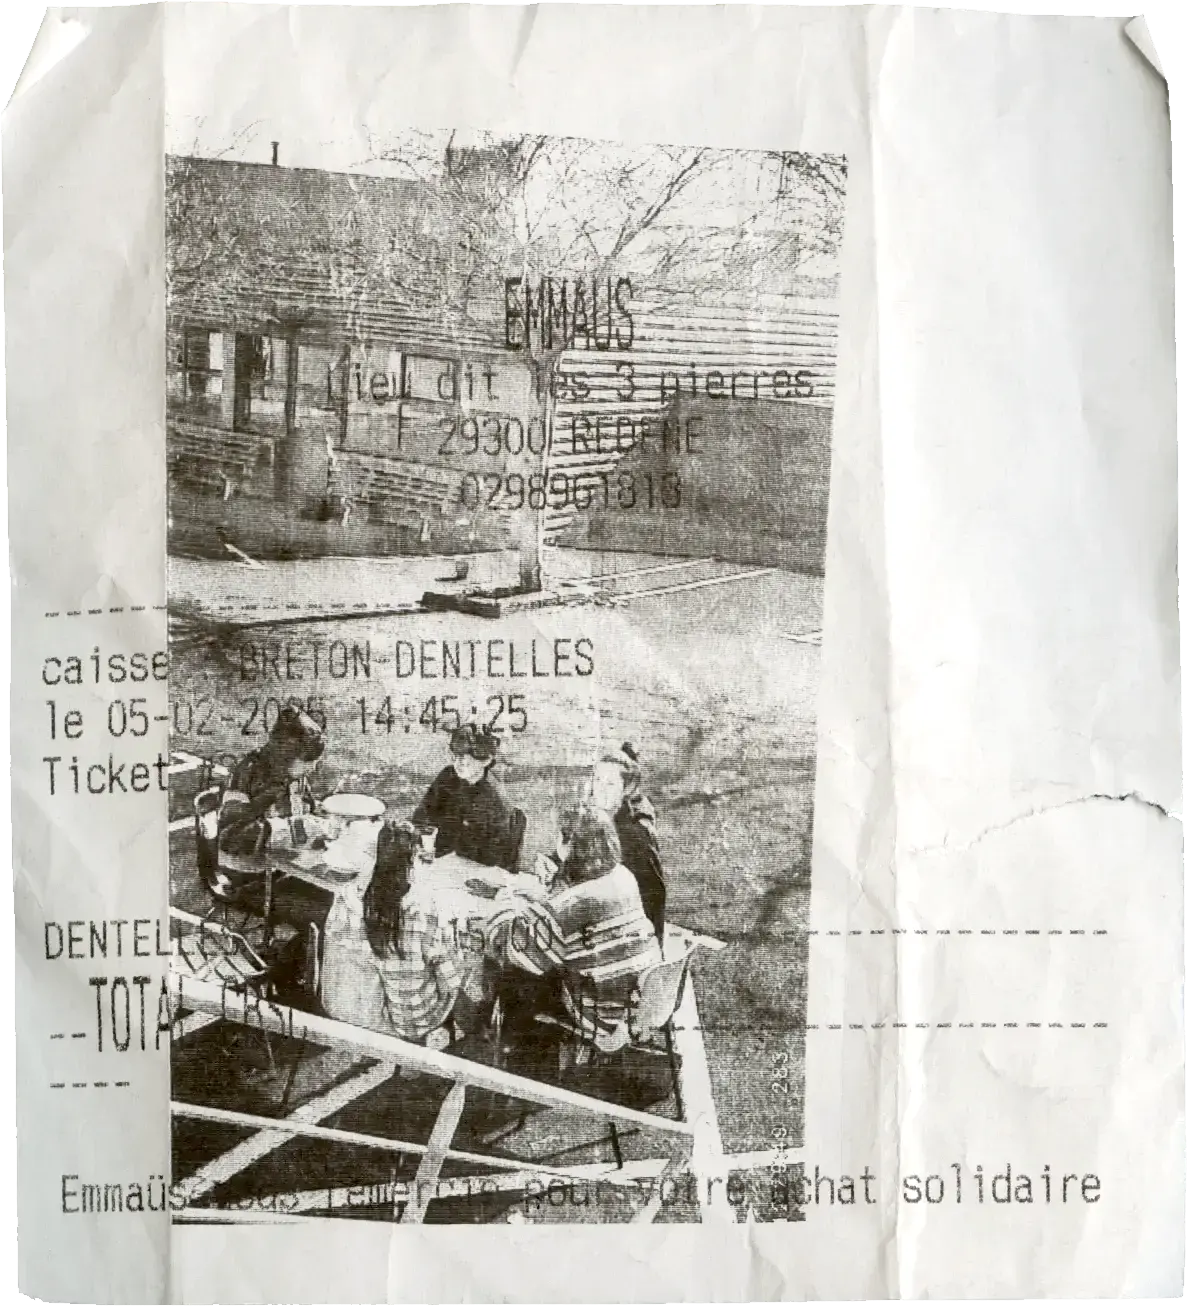 EMMAUS
Lieu dit les 3 pierres
29300 REDENE
0298961818
caisse : BRETON-DENTELLES
le 05-02-2025 14:45:25
Ticket
DENTELLES 15.00 €
TOTAL €
Emmaüs vous remercie pour votre achat solidaire